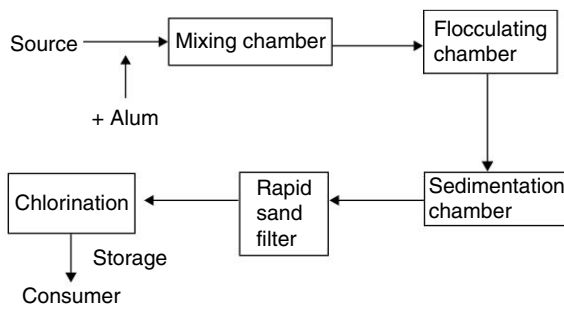 Source
Mixing chamber
Flocculating
chamber
+ Alum
Sedimentation
chamber
Rapid
sand
filter
Chlorination
Storage
Consumer